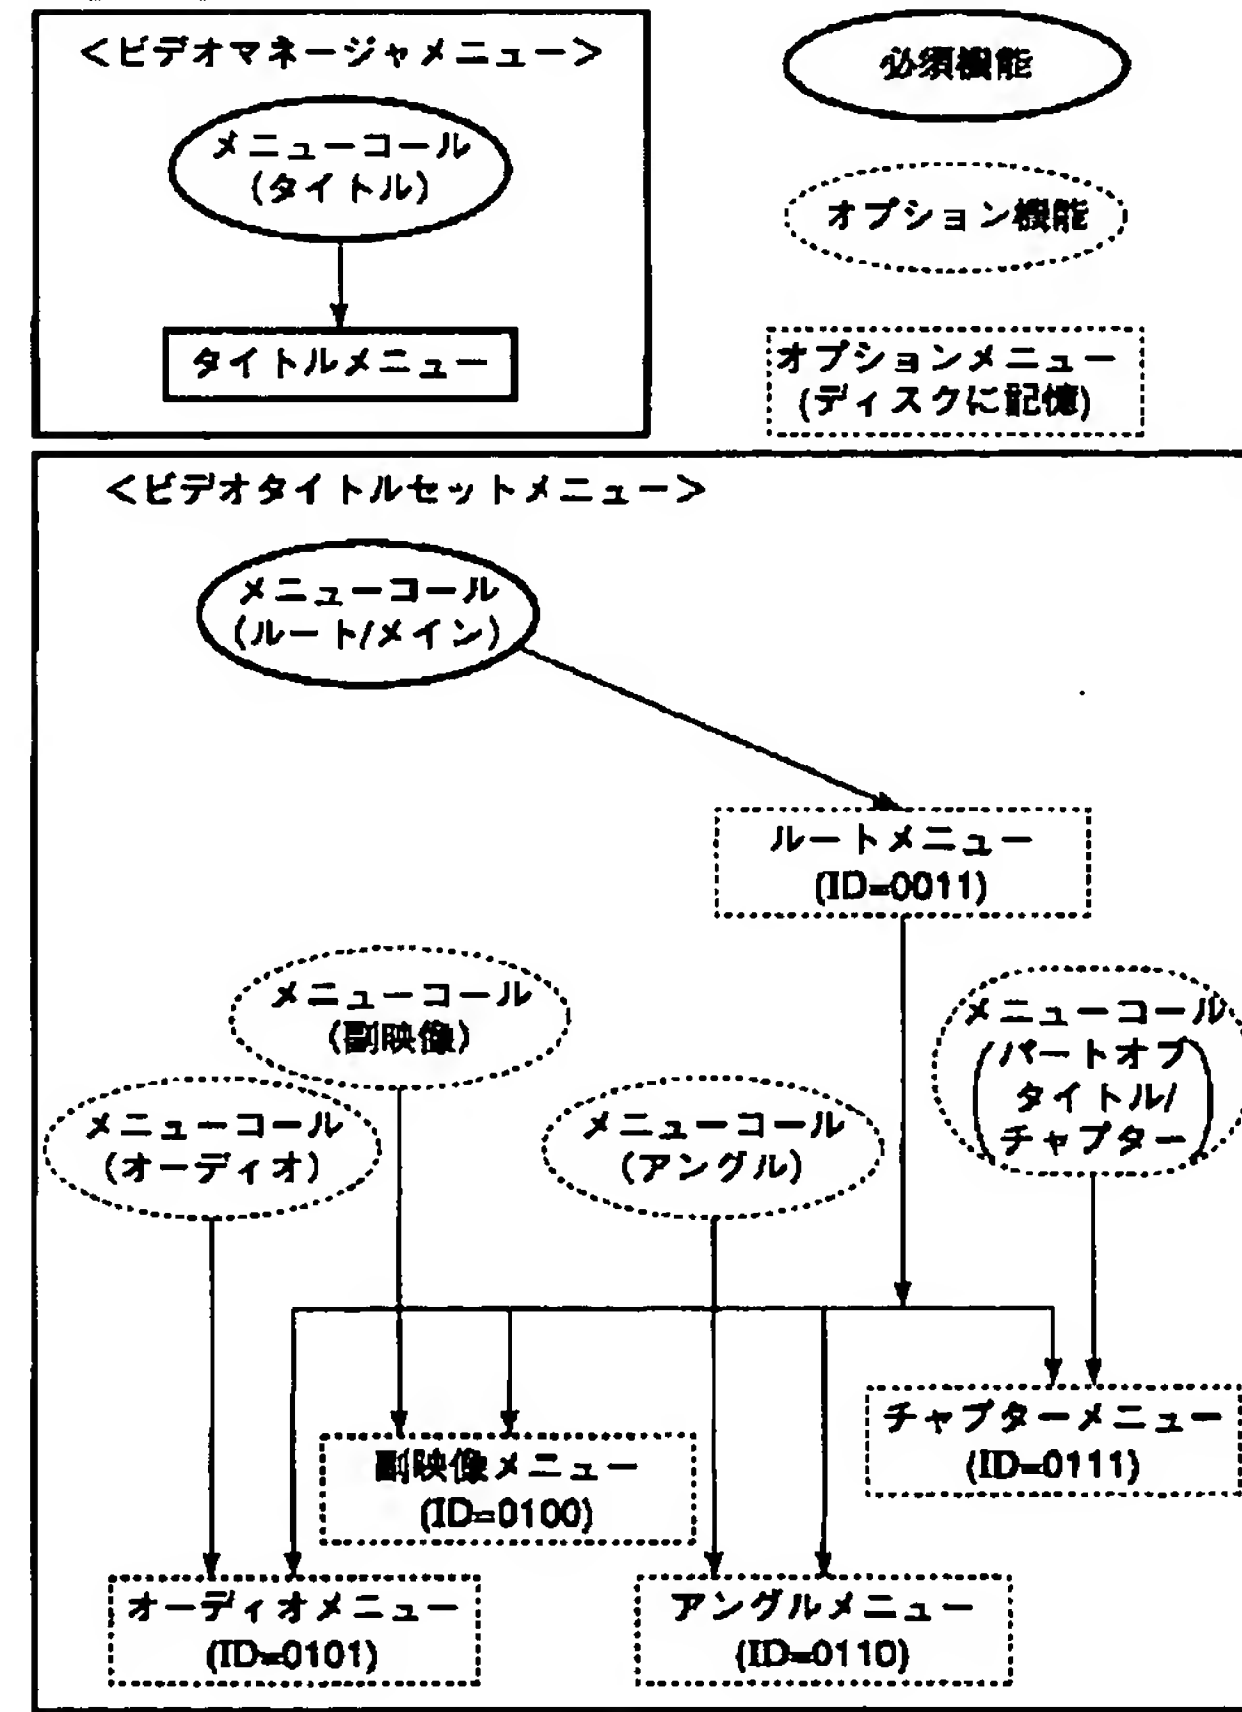 <ビデオマネージャメニュー>
メニューコール
(タイトル)
タイトルメニュー
必須機能
オプション機能
オプションメニュー
(ディスクに記憶)
<ビデオタイトルセットメニュー>
メニューコール
(ルート/メイン)
ルートメニュー
(ID=0011)
メニューコール
(副映像)
メニューコール
(オーディオ)
メニューコール
(アングル)
メニューコール
(パートオブ
タイトル/
チャプター)
チャプターメニュー
(ID=0111)
副映像メニュー
(ID=0100)
オーディオメニュー
(ID=0101)
アングルメニュー
(ID=0110)